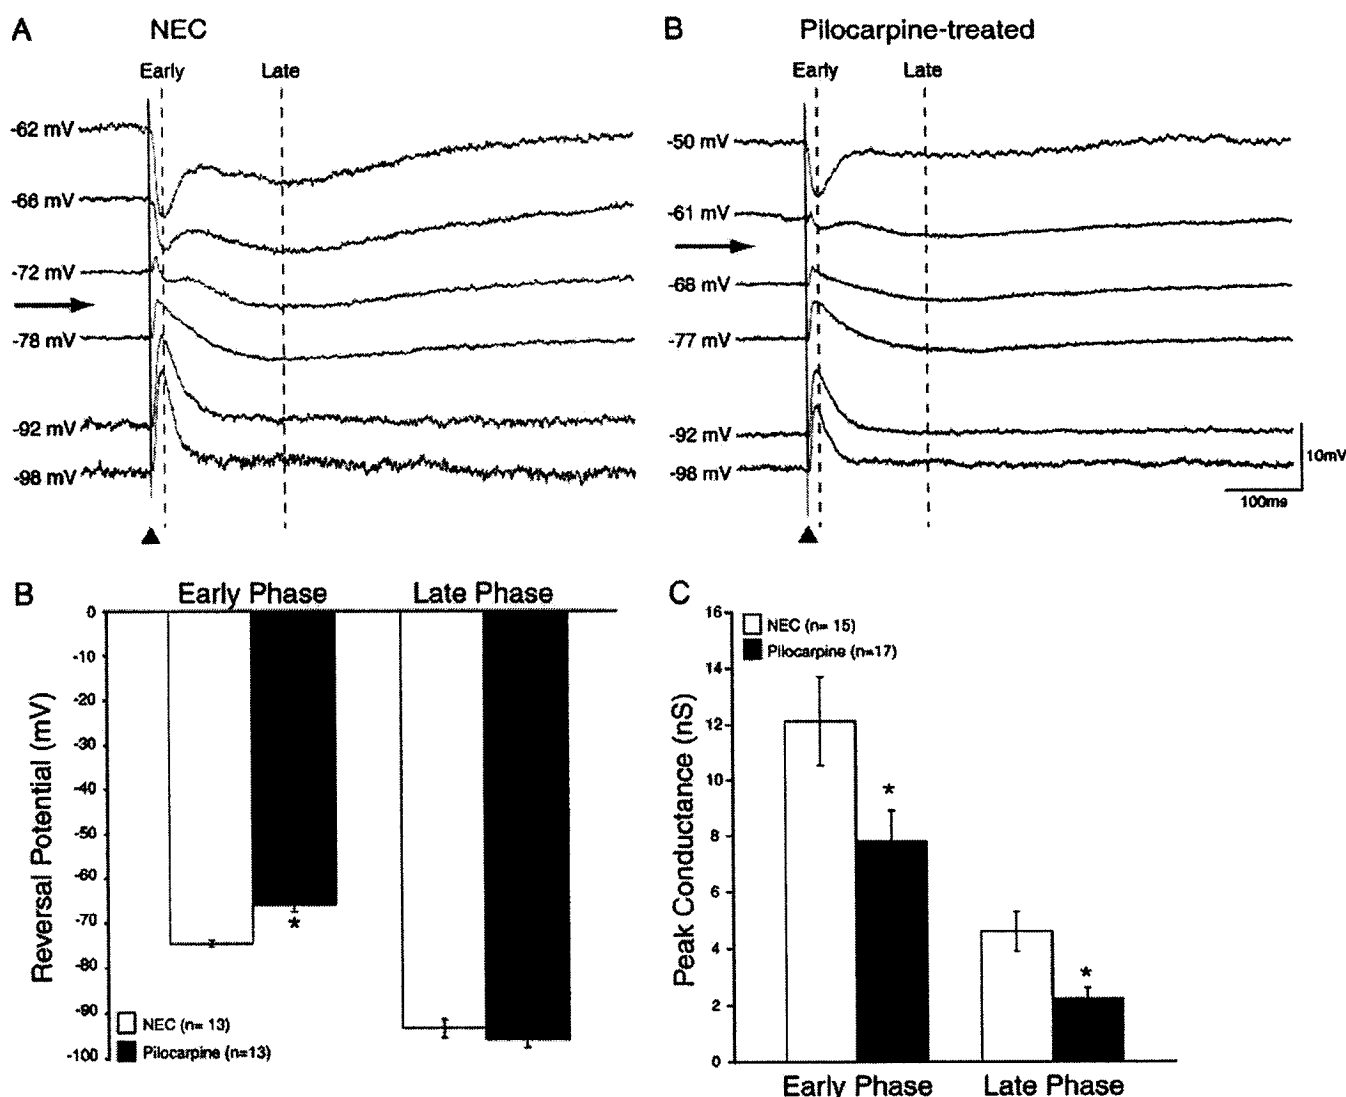 A NEC
Early Late
-62 mV
-66 mV
-72 mV
-78 mV
-92 mV
-98 mV
B Pilocarpine-treated
Early Late
-50 mV
-61 mV
-68 mV
-77 mV
-92 mV
-98 mV
10mV
100ms
B Early Phase Late Phase
Reversal Potential (mV)
0
-10
-20
-30
-40
-50
-60
-70
-80
-90
-100
*
NEC (n= 13)
Pilocarpine (n=13)
C
Peak Conductance (nS)
16
14
12
10
8
6
4
2
0
NEC (n= 15)
Pilocarpine (n=17)
*
*
Early Phase Late Phase